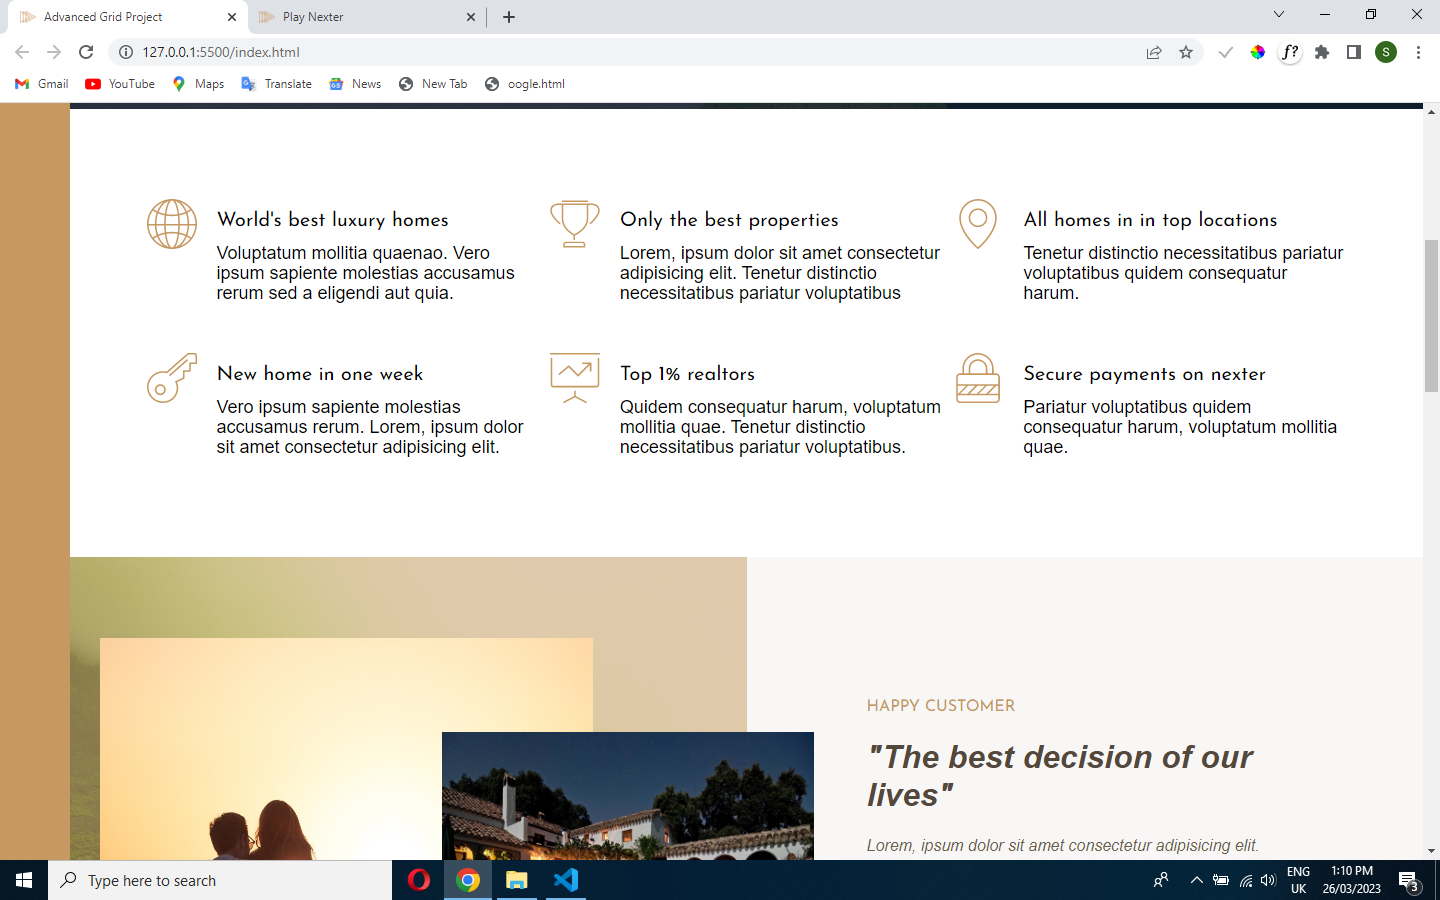 Advanced Grid Project
Play Nexter
127.0.0.1:5500/index.html
f?
S
Gmail
YouTube
Maps
Translate
News
New Tab
oogle.html
World's best luxury homes
Voluptatum mollitia quaenao. Vero
ipsum sapiente molestias accusamus
rerum sed a eligendi aut quia.
Only the best properties
Lorem, ipsum dolor sit amet consectetur
adipisicing elit. Tenetur distinctio
necessitatibus pariatur voluptatibus
All homes in in top locations
Tenetur distinctio necessitatibus pariatur
voluptatibus quidem consequatur
harum.
New home in one week
Vero ipsum sapiente molestias
accusamus rerum. Lorem, ipsum dolor
sit amet consectetur adipisicing elit.
Top 1% realtors
Quidem consequatur harum, voluptatum
mollitia quae. Tenetur distinctio
necessitatibus pariatur voluptatibus.
Secure payments on nexter
Pariatur voluptatibus quidem
consequatur harum, voluptatum mollitia
quae.
HAPPY CUSTOMER
"The best decision of our
lives"
Lorem, ipsum dolor sit amet consectetur adipisicing elit.
Type here to search
ENG
UK
1:10 PM
26/03/2023
3